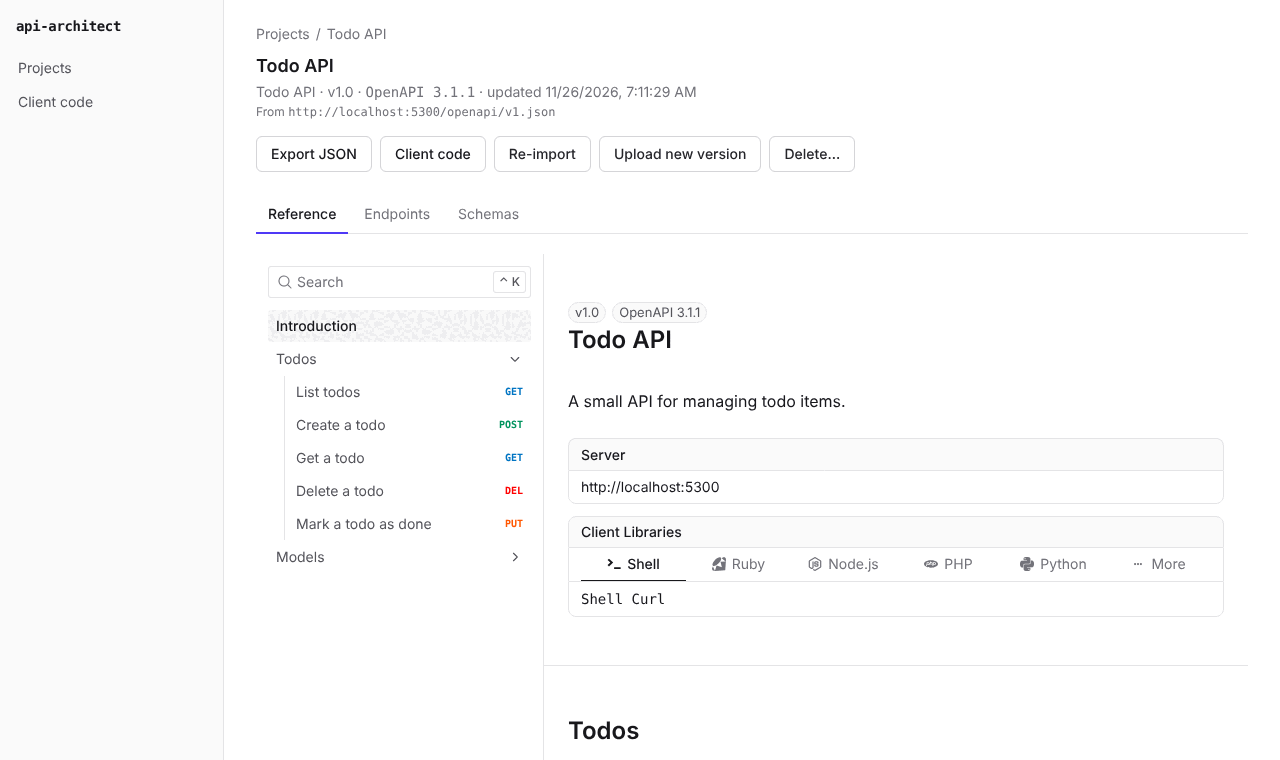 api-architect
Projects
Client code
Projects / Todo API
Todo API
Todo API · v1.0 · OpenAPI 3.1.1 · updated 11/26/2026, 7:11:29 AM
From http://localhost:5300/openapi/v1.json
Export JSON Client code Re-import Upload new version Delete...
Reference Endpoints Schemas
Search ^ K
Introduction
Todos
List todos GET
Create a todo POST
Get a todo GET
Delete a todo DEL
Mark a todo as done PUT
Models
v1.0 OpenAPI 3.1.1
Todo API
A small API for managing todo items.
Server
http://localhost:5300
Client Libraries
Shell Ruby Node.js PHP Python More
Shell Curl
Todos